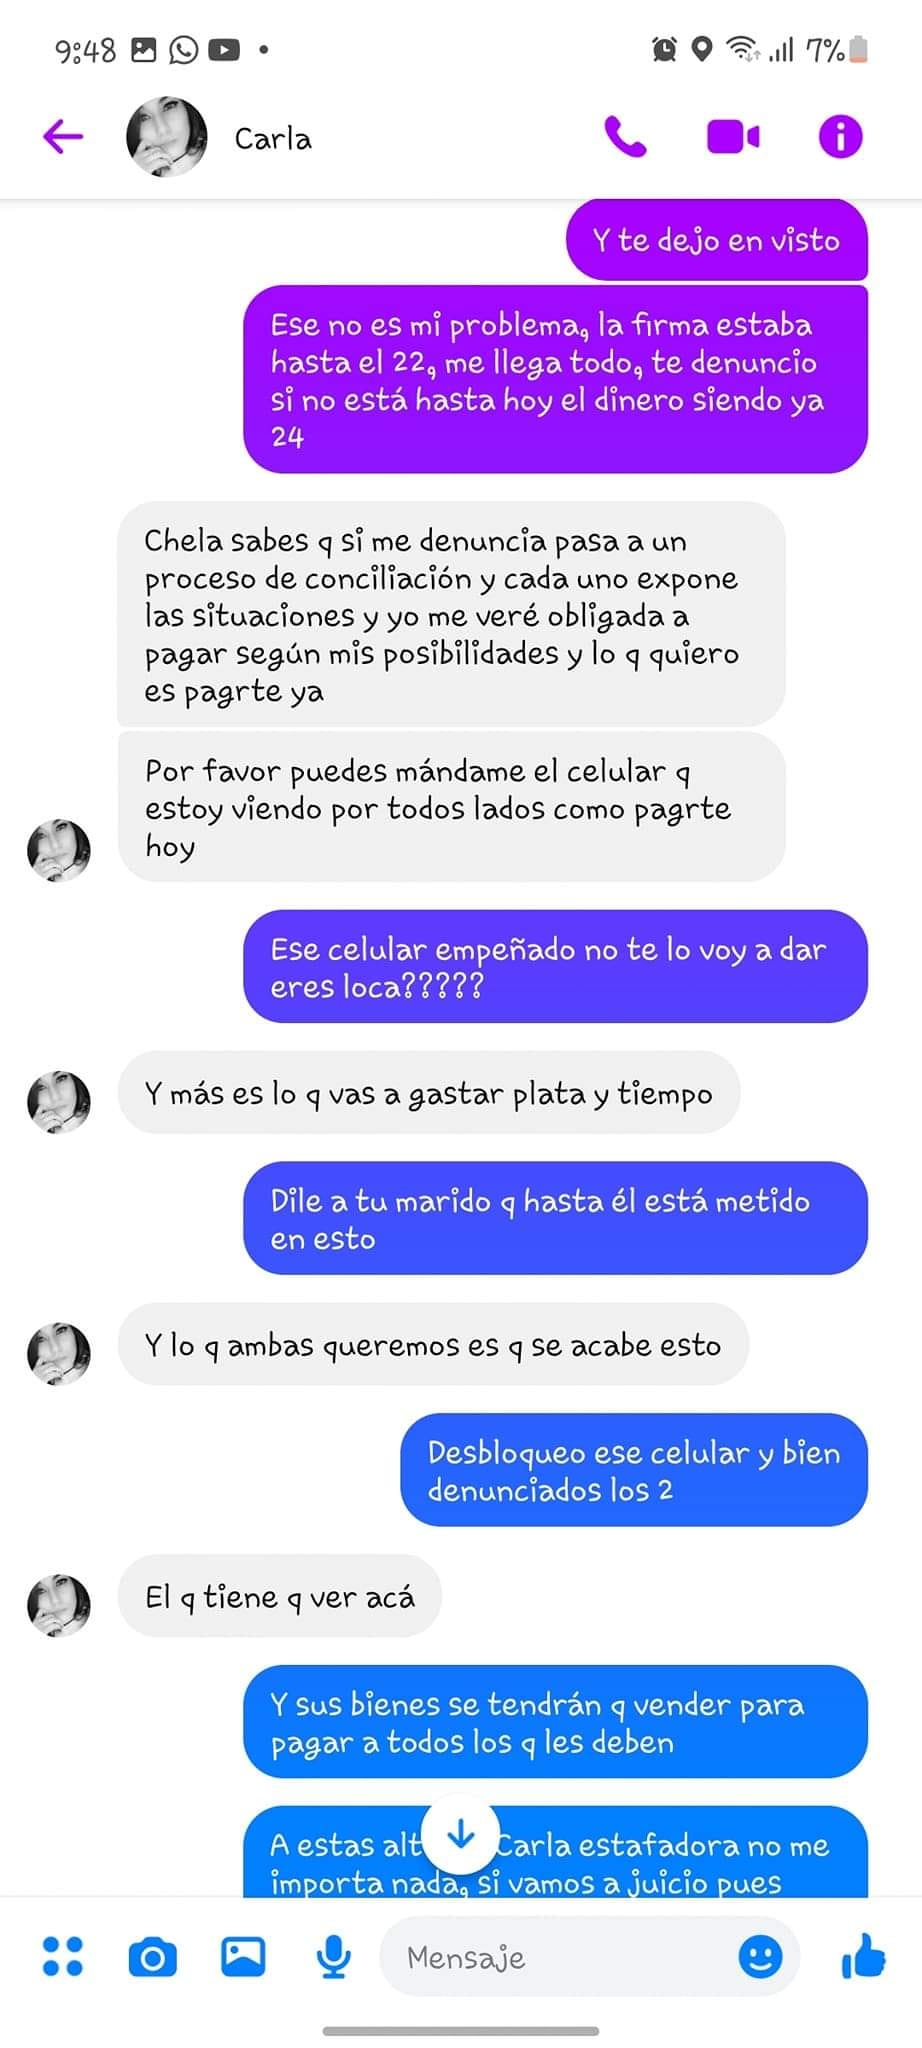 9:48
7%
Carla
Y te dejo en visto
Ese no es mi problema, la firma estaba
hasta el 22, me llega todo, te denuncio
si no está hasta hoy el dinero siendo ya
24
Chela sabes q si me denuncia pasa a un
proceso de conciliación y cada uno expone
las situaciones y yo me veré obligada a
pagar según mis posibilidades y lo q quiero
es pagrte ya
Por favor puedes mándame el celular q
estoy viendo por todos lados como pagrte
hoy
Ese celular empeñado no te lo voy a dar
eres loca?????
Y más es lo q vas a gastar plata y tiempo
Dile a tu marido q hasta él está metido
en esto
Y lo q ambas queremos es q se acabe esto
Desbloqueo ese celular y bien
denunciados los 2
El q tiene q ver acá
Y sus bienes se tendrán q vender para
pagar a todos los q les deben
A estas Carla estafadora no me
importa nada, si vamos a juicio pues
Mensaje